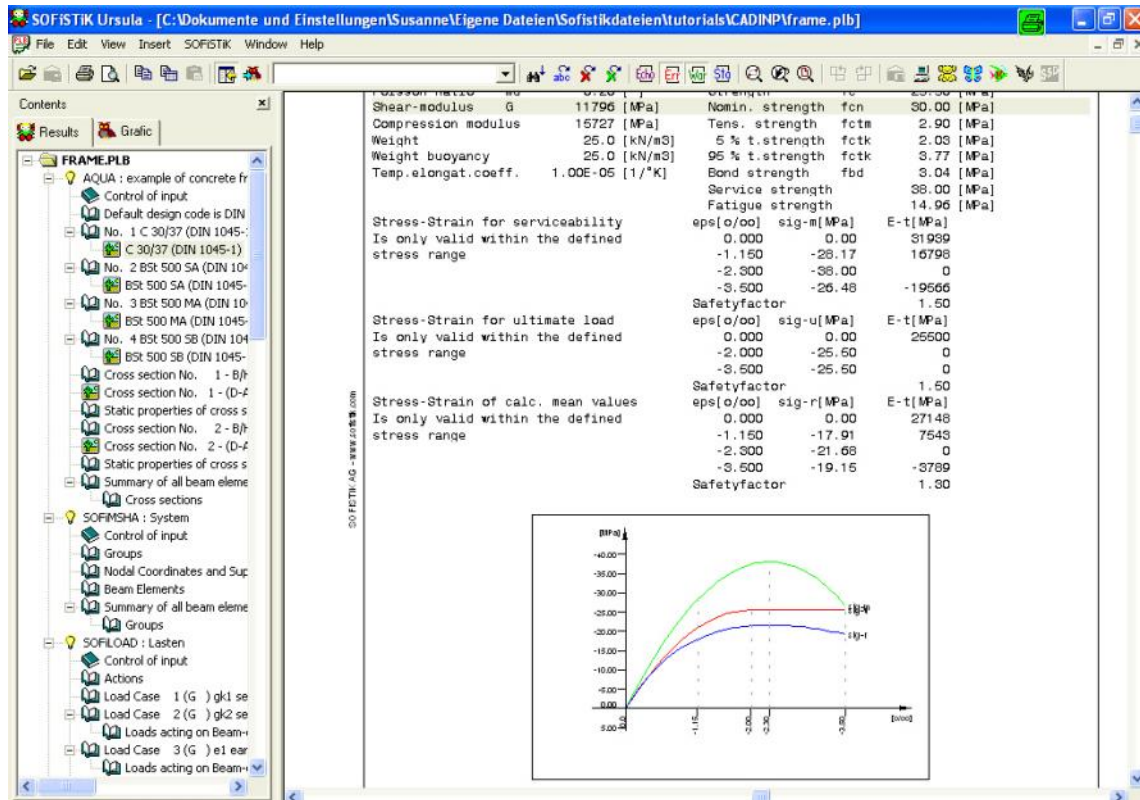 SOFiSTiK Ursula - [C:\Dokumente und Einstellungen\Susanne\Eigene Dateien\Sofistikdateien\tutorials\CADINP\frame.plb]
File Edit View Insert SOFiSTiK Window Help
Contents
Results Grafic
FRAME.PLB
AQUA : example of concrete fr
Control of input
Default design code is DIN
No. 1 C 30/37 (DIN 1045-
C 30/37 (DIN 1045-1)
No. 2 BSt 500 SA (DIN 104
BSt 500 SA (DIN 1045-
No. 3 BSt 500 MA (DIN 10
BSt 500 MA (DIN 1045-
No. 4 BSt 500 SB (DIN 104
BSt 500 SB (DIN 1045-
Cross section No. 1 - B/H
Cross section No. 1 - (D-A
Static properties of cross s
Cross section No. 2 - B/H
Cross section No. 2 - (D-A
Static properties of cross s
Summary of all beam eleme
Cross sections
SOFiMSHA : System
Control of input
Groups
Nodal Coordinates and Sup
Beam Elements
Summary of all beam eleme
Groups
SOFiLOAD : Lasten
Control of input
Actions
Load Case 1 (G ) gk1 se
Load Case 2 (G ) gk2 se
Loads acting on Beam-
Load Case 3 (G ) e1 ear
Loads acting on Beam-
Shear-modulus G 11796 [MPa] Nomin. strength fcn 30.00 [MPa]
Compression modulus 15727 [MPa] Tens. strength fctm 2.90 [MPa]
Weight 25.0 [kN/m3] 5 % t.strength fctk 2.03 [MPa]
Weight buoyancy 25.0 [kN/m3] 95 % t.strength fctk 3.77 [MPa]
Temp.elongat.coeff. 1.00E-05 [1/°K] Bond strength fbd 3.04 [MPa]
Service strength 38.00 [MPa]
Fatigue strength 14.96 [MPa]
Stress-Strain for serviceability eps[o/oo] sig-m[MPa] E-t[MPa]
Is only valid within the defined 0.000 0.00 31939
stress range -1.150 -28.17 16798
-2.300 -38.00 0
-3.500 -26.48 -19566
Safetyfactor 1.50
Stress-Strain for ultimate load eps[o/oo] sig-u[MPa] E-t[MPa]
Is only valid within the defined 0.000 0.00 25500
stress range -2.000 -25.50 0
-3.500 -25.50 0
Safetyfactor 1.50
Stress-Strain of calc. mean values eps[o/oo] sig-r[MPa] E-t[MPa]
Is only valid within the defined 0.000 0.00 27148
stress range -1.150 -17.91 7543
-2.300 -21.68 0
-3.500 -19.15 -3789
Safetyfactor 1.30
SOFiSTiK AG - www.sofistik.com
[MPa]
-40.00
-35.00
-30.00
-25.00
-20.00
-15.00
-10.00
-5.00
0.00
5.00
0.0
-1.15
-2.00
-2.30
-3.50
[o/oo]
sig-r